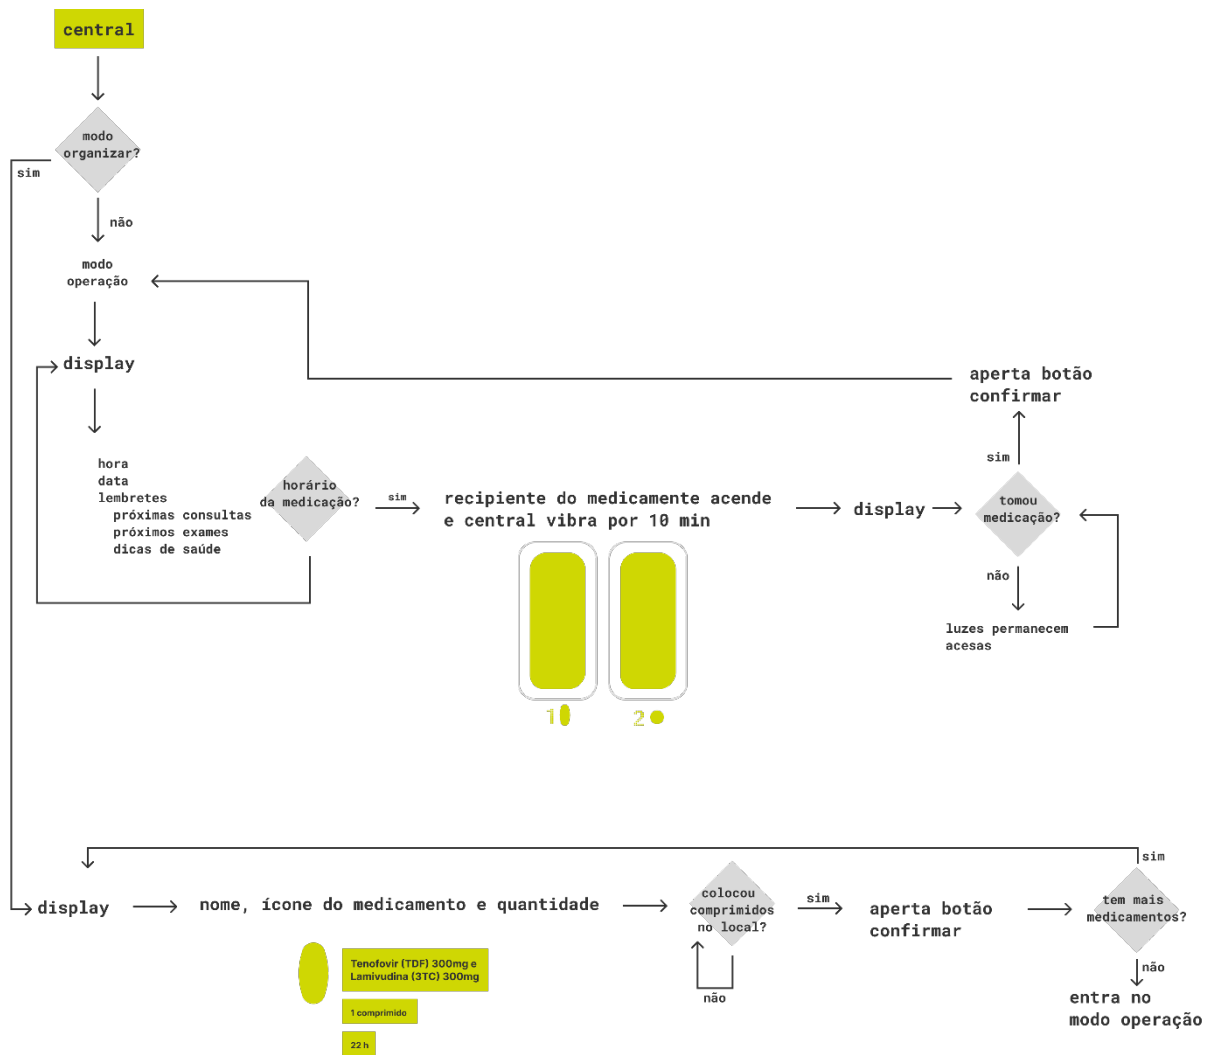 central
modo
organizar?
sim
não
modo
operação
display
hora
data
lembretes
próximas consultas
próximos exames
dicas de saúde
horário
da medicação?
sim
recipiente do medicamente acende
e central vibra por 10 min
1
2
display
tomou
medicação?
sim
aperta botão
confirmar
não
luzes permanecem
acesas
display
nome, ícone do medicamento e quantidade
Tenofovir (TDF) 300mg e
Lamivudina (3TC) 300mg
1 comprimido
22 h
colocou
comprimidos
no local?
não
sim
aperta botão
confirmar
tem mais
medicamentos?
sim
não
entra no
modo operação